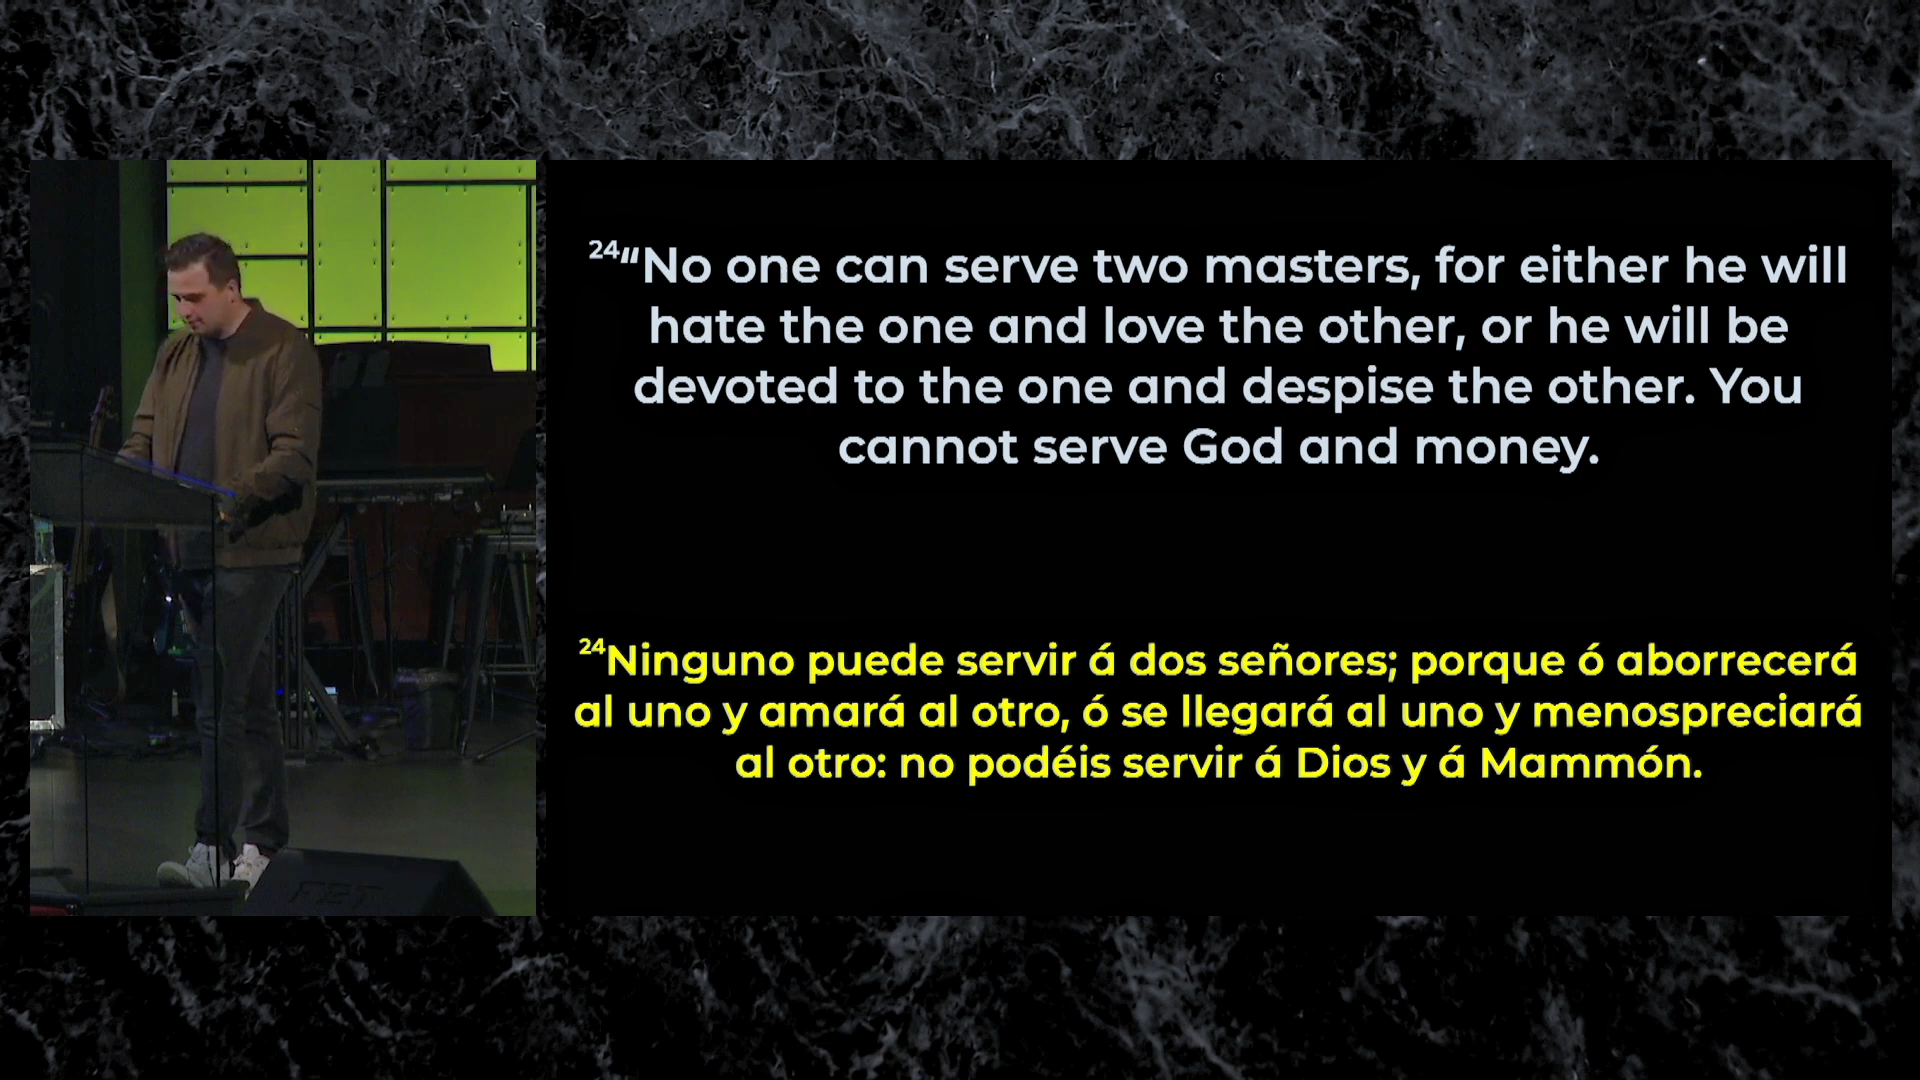 24“No one can serve two masters, for either he will
hate the one and love the other, or he will be
devoted to the one and despise the other. You
cannot serve God and money.
24Ninguno puede servir á dos señores; porque ó aborrecerá
al uno y amará al otro, ó se llegará al uno y menospreciará
al otro: no podéis servir á Dios y á Mammón.